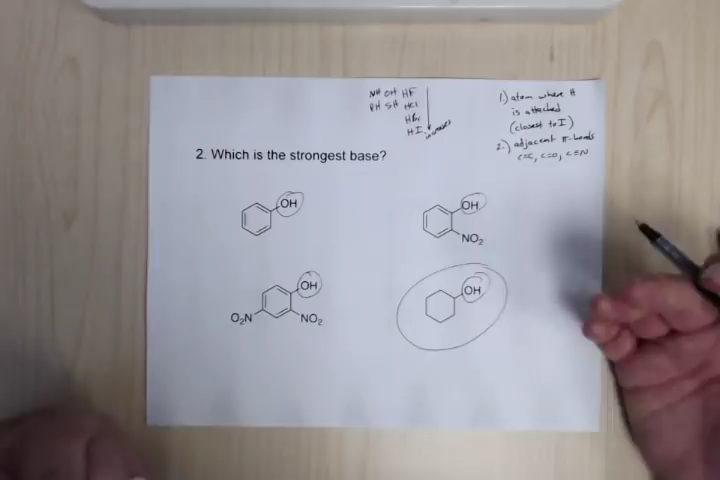 NH OH HF
PH SH HCl
HBr
HI
increases
1.) atom where H
is attached
(closest to I)
2.) adjacent π-bonds
C=C, C=O, C≡N
2. Which is the strongest base?
OH
OH
NO2
OH
O2N
NO2
OH